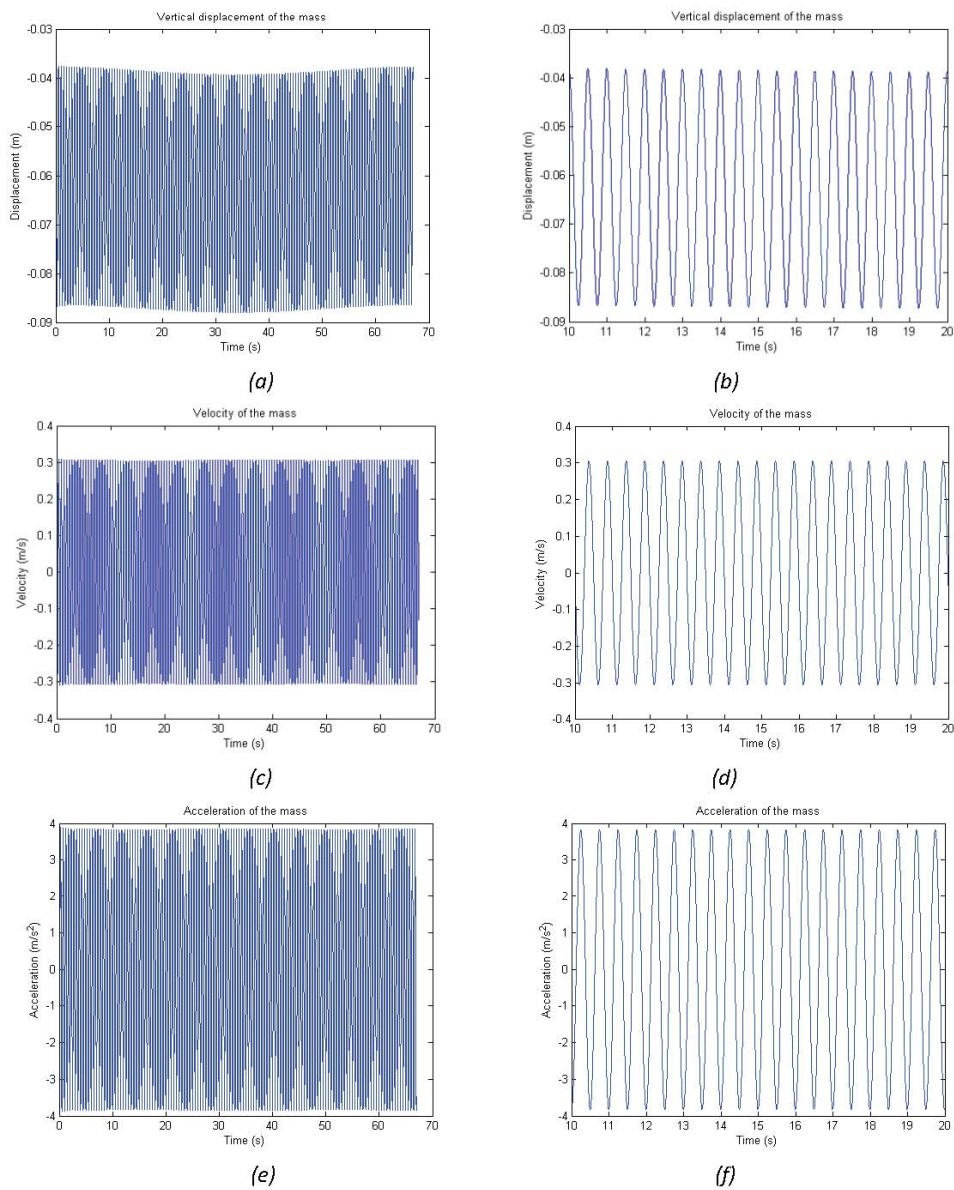 Vertical displacement of the mass
-0.03
-0.04
-0.05
-0.06
-0.07
-0.08
-0.09
Displacement (m)
0 10 20 30 40 50 60 70
Time (s)
(a)
Vertical displacement of the mass
-0.03
-0.04
-0.05
-0.06
-0.07
-0.08
-0.09
Displacement (m)
10 11 12 13 14 15 16 17 18 19 20
Time (s)
(b)
Velocity of the mass
0.4
0.3
0.2
0.1
0
-0.1
-0.2
-0.3
-0.4
Velocity (m/s)
0 10 20 30 40 50 60 70
Time (s)
(c)
Velocity of the mass
0.4
0.3
0.2
0.1
0
-0.1
-0.2
-0.3
-0.4
Velocity (m/s)
10 11 12 13 14 15 16 17 18 19 20
Time (s)
(d)
Acceleration of the mass
4
3
2
1
0
-1
-2
-3
-4
Acceleration (m/s²)
0 10 20 30 40 50 60 70
Time (s)
(e)
Acceleration of the mass
4
3
2
1
0
-1
-2
-3
-4
Acceleration (m/s²)
10 11 12 13 14 15 16 17 18 19 20
Time (s)
(f)